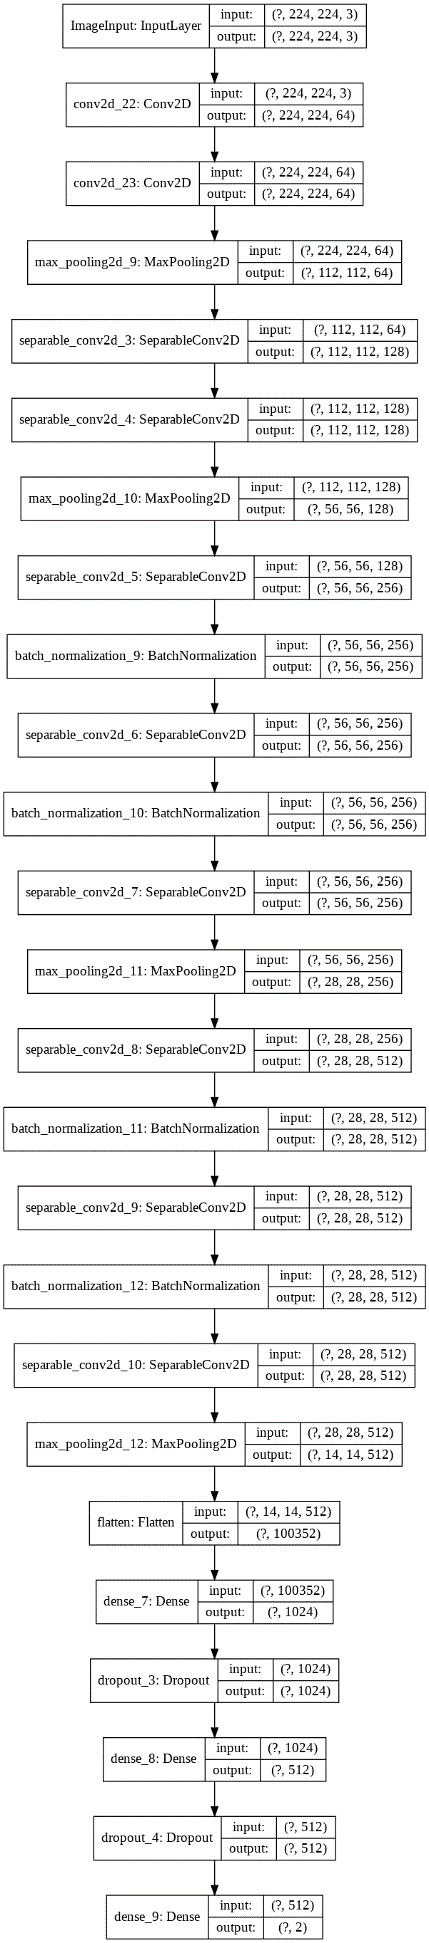 ImageInput: InputLayer
input: (?, 224, 224, 3)
output: (?, 224, 224, 3)
conv2d_22: Conv2D
input: (?, 224, 224, 3)
output: (?, 224, 224, 64)
conv2d_23: Conv2D
input: (?, 224, 224, 64)
output: (?, 224, 224, 64)
max_pooling2d_9: MaxPooling2D
input: (?, 224, 224, 64)
output: (?, 112, 112, 64)
separable_conv2d_3: SeparableConv2D
input: (?, 112, 112, 64)
output: (?, 112, 112, 128)
separable_conv2d_4: SeparableConv2D
input: (?, 112, 112, 128)
output: (?, 112, 112, 128)
max_pooling2d_10: MaxPooling2D
input: (?, 112, 112, 128)
output: (?, 56, 56, 128)
separable_conv2d_5: SeparableConv2D
input: (?, 56, 56, 128)
output: (?, 56, 56, 256)
batch_normalization_9: BatchNormalization
input: (?, 56, 56, 256)
output: (?, 56, 56, 256)
separable_conv2d_6: SeparableConv2D
input: (?, 56, 56, 256)
output: (?, 56, 56, 256)
batch_normalization_10: BatchNormalization
input: (?, 56, 56, 256)
output: (?, 56, 56, 256)
separable_conv2d_7: SeparableConv2D
input: (?, 56, 56, 256)
output: (?, 56, 56, 256)
max_pooling2d_11: MaxPooling2D
input: (?, 56, 56, 256)
output: (?, 28, 28, 256)
separable_conv2d_8: SeparableConv2D
input: (?, 28, 28, 256)
output: (?, 28, 28, 512)
batch_normalization_11: BatchNormalization
input: (?, 28, 28, 512)
output: (?, 28, 28, 512)
separable_conv2d_9: SeparableConv2D
input: (?, 28, 28, 512)
output: (?, 28, 28, 512)
batch_normalization_12: BatchNormalization
input: (?, 28, 28, 512)
output: (?, 28, 28, 512)
separable_conv2d_10: SeparableConv2D
input: (?, 28, 28, 512)
output: (?, 28, 28, 512)
max_pooling2d_12: MaxPooling2D
input: (?, 28, 28, 512)
output: (?, 14, 14, 512)
flatten: Flatten
input: (?, 14, 14, 512)
output: (?, 100352)
dense_7: Dense
input: (?, 100352)
output: (?, 1024)
dropout_3: Dropout
input: (?, 1024)
output: (?, 1024)
dense_8: Dense
input: (?, 1024)
output: (?, 512)
dropout_4: Dropout
input: (?, 512)
output: (?, 512)
dense_9: Dense
input: (?, 512)
output: (?, 2)